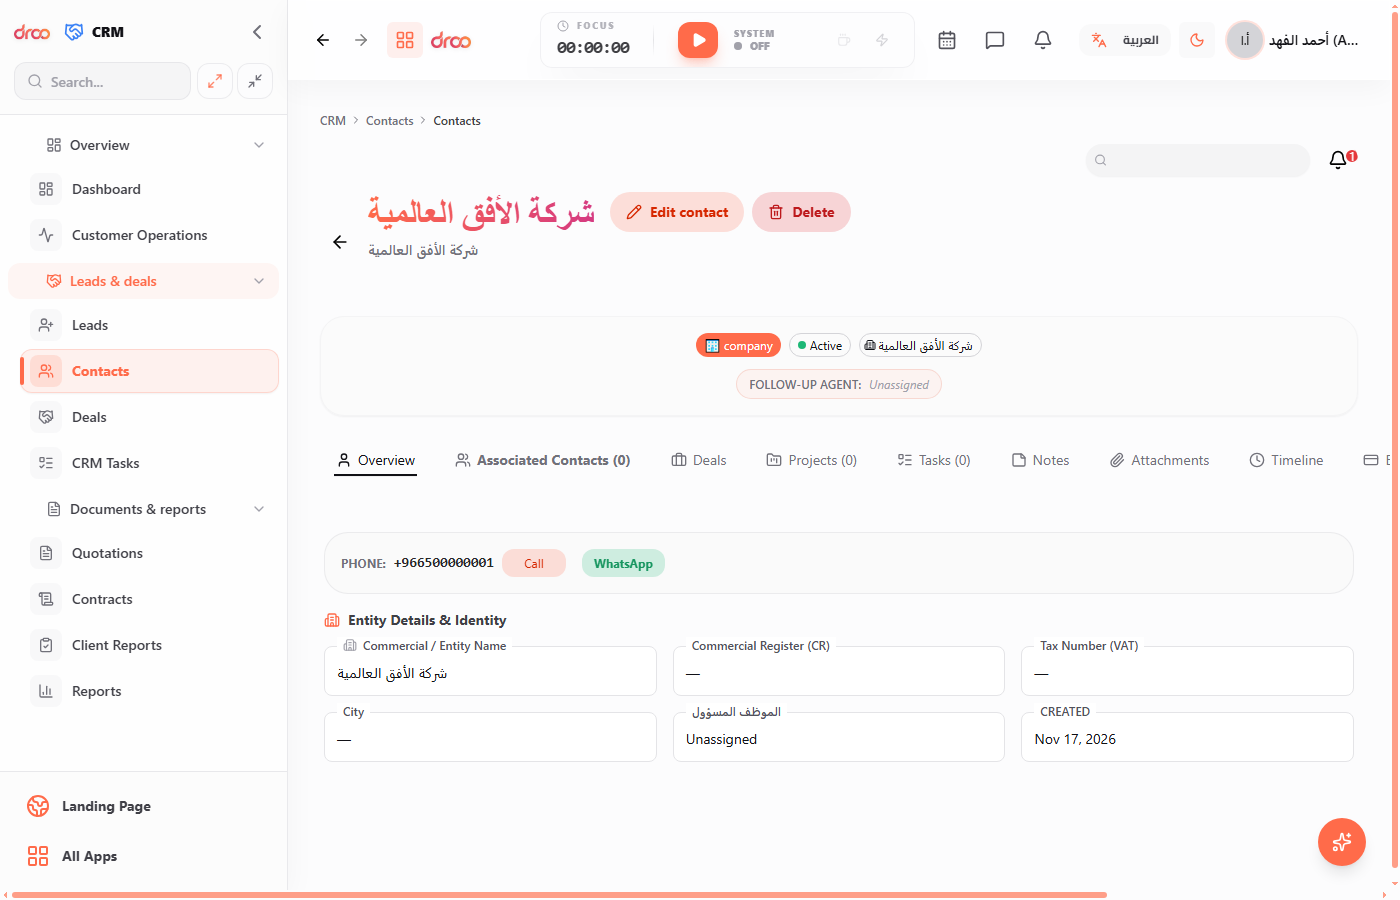 droo CRM
Search...
Overview
Dashboard
Customer Operations
Leads & deals
Leads
Contacts
Deals
CRM Tasks
Documents & reports
Quotations
Contracts
Client Reports
Reports
Landing Page
All Apps
droo
FOCUS
00:00:00
SYSTEM
OFF
العربية
أ.ا
أحمد الفهد (A...
CRM > Contacts > Contacts
1
شركة الأفق العالمية
Edit contact
Delete
شركة الأفق العالمية
company
Active
شركة الأفق العالمية
FOLLOW-UP AGENT: Unassigned
Overview
Associated Contacts (0)
Deals
Projects (0)
Tasks (0)
Notes
Attachments
Timeline
PHONE: +966500000001 Call WhatsApp
Entity Details & Identity
Commercial / Entity Name
شركة الأفق العالمية
Commercial Register (CR)
—
Tax Number (VAT)
—
City
—
الموظف المسؤول
Unassigned
CREATED
Nov 17, 2026